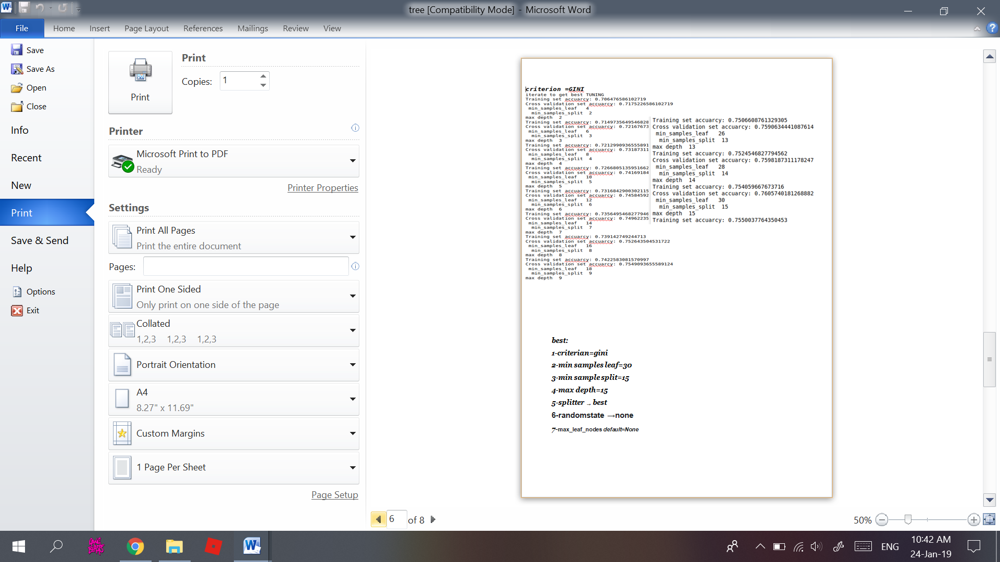 tree [Compatibility Mode] - Microsoft Word
File Home Insert Page Layout References Mailings Review View
Save
Save As
Open
Close
Info
Recent
New
Print
Save & Send
Help
Options
Exit
Print
Print
Copies: 1
Printer
Microsoft Print to PDF
Ready
Printer Properties
Settings
Print All Pages
Print the entire document
Pages:
Print One Sided
Only print on one side of the page
Collated
1,2,3 1,2,3 1,2,3
Portrait Orientation
A4
8.27" x 11.69"
Custom Margins
1 Page Per Sheet
Page Setup
criterion =GINI
iterate to get best TUNING
Training set accuarcy: 0.706476586102719
Cross validation set accuarcy: 0.7175226586102719
min_samples_leaf 4
min_samples_split 2
max depth 2
Training set accuarcy: 0.7149735649546828
Cross validation set accuarcy: 0.72167673
min_samples_leaf 6
min_samples_split 3
max depth 3
Training set accuarcy: 0.7212990936555891
Cross validation set accuarcy: 0.73187311
min_samples_leaf 8
min_samples_split 4
max depth 4
Training set accuarcy: 0.7266805135951662
Cross validation set accuarcy: 0.74169184
min_samples_leaf 10
min_samples_split 5
max depth 5
Training set accuarcy: 0.7316842900302115
Cross validation set accuarcy: 0.74584592
min_samples_leaf 12
min_samples_split 6
max depth 6
Training set accuarcy: 0.7356495468277946
Cross validation set accuarcy: 0.74962235
min_samples_leaf 14
min_samples_split 7
max depth 7
Training set accuarcy: 0.739142749244713
Cross validation set accuarcy: 0.752643504531722
min_samples_leaf 16
min_samples_split 8
max depth 8
Training set accuarcy: 0.7422583081570997
Cross validation set accuarcy: 0.7549093655589124
min_samples_leaf 18
min_samples_split 9
max depth 9
Training set accuarcy: 0.7506608761329305
Cross validation set accuarcy: 0.7590634441087614
min_samples_leaf 26
min_samples_split 13
max depth 13
Training set accuarcy: 0.7524546827794562
Cross validation set accuarcy: 0.7598187311178247
min_samples_leaf 28
min_samples_split 14
max depth 14
Training set accuarcy: 0.754059667673716
Cross validation set accuarcy: 0.7605740181268882
min_samples_leaf 30
min_samples_split 15
max depth 15
Training set accuarcy: 0.7550037764350453
best:
1-criterian=gini
2-min samples leaf=30
3-min sample split=15
4-max depth=15
5-splitter → best
6-randomstate →none
7-max_leaf_nodes default=None
6 of 8
50%
ENG
10:42 AM
24-Jan-19